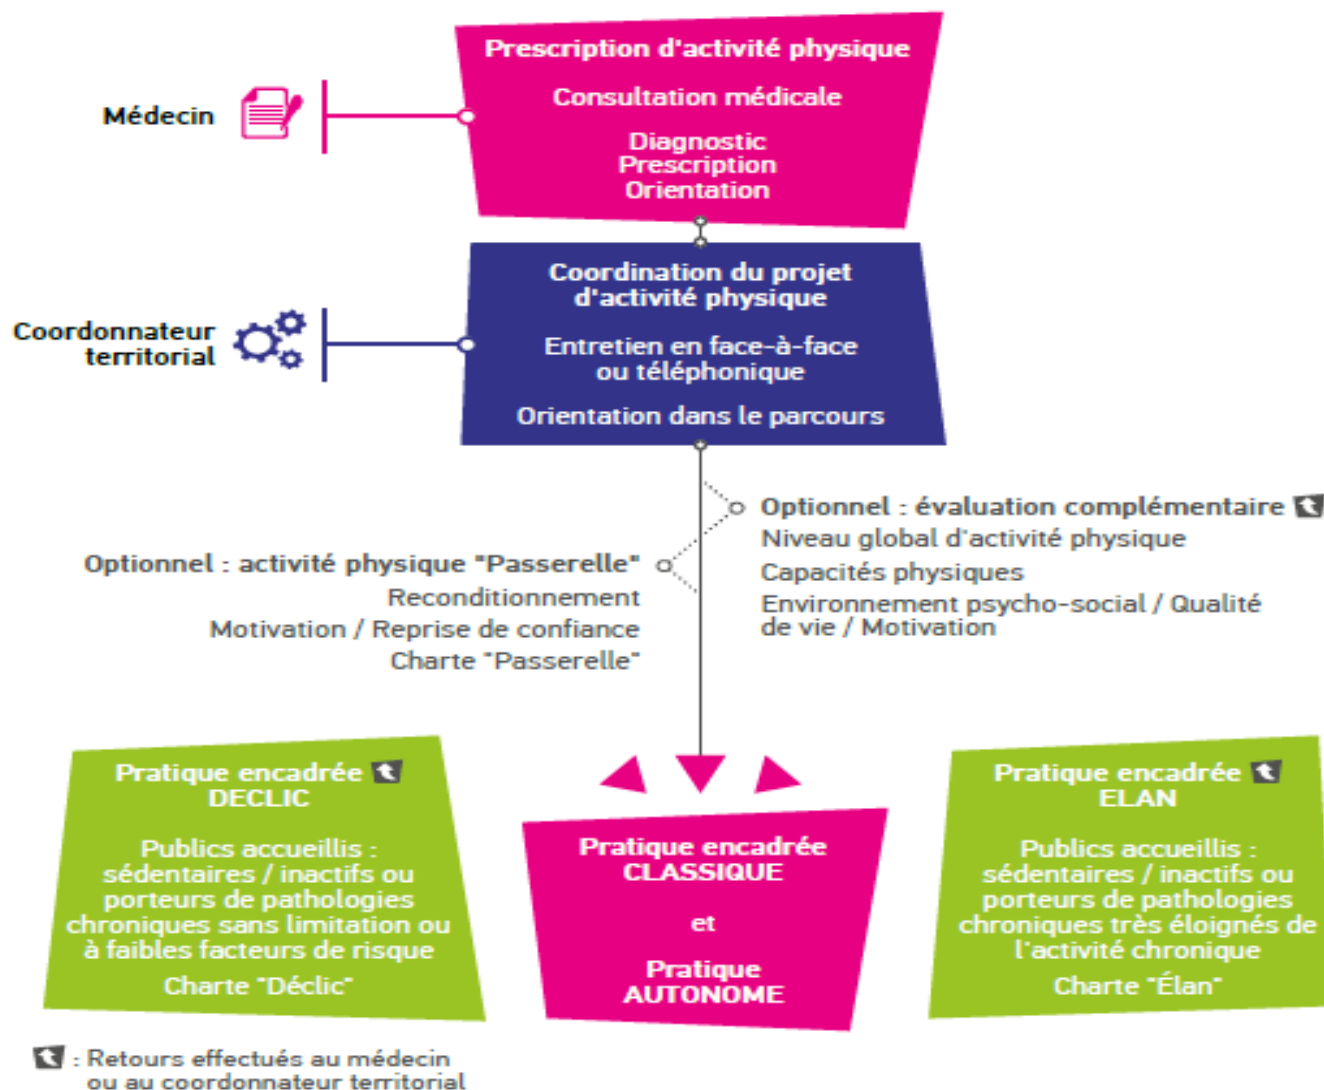 Prescription d'activité physique
Consultation médicale
Diagnostic
Prescription
Orientation
Médecin
Coordination du projet
d'activité physique
Entretien en face-à-face
ou téléphonique
Orientation dans le parcours
Coordonnateur
territorial
Optionnel : évaluation complémentaire
Niveau global d'activité physique
Capacités physiques
Environnement psycho-social / Qualité
de vie / Motivation
Optionnel : activité physique "Passerelle"
Reconditionnement
Motivation / Reprise de confiance
Charte "Passerelle"
Pratique encadrée
DECLIC
Publics accueillis :
sédentaires / inactifs ou
porteurs de pathologies
chroniques sans limitation ou
à faibles facteurs de risque
Charte "Déclic"
Pratique encadrée
CLASSIQUE
et
Pratique
AUTONOME
Pratique encadrée
ELAN
Publics accueillis :
sédentaires / inactifs ou
porteurs de pathologies
chroniques très éloignés de
l'activité chronique
Charte "Élan"
: Retours effectués au médecin
ou au coordonnateur territorial